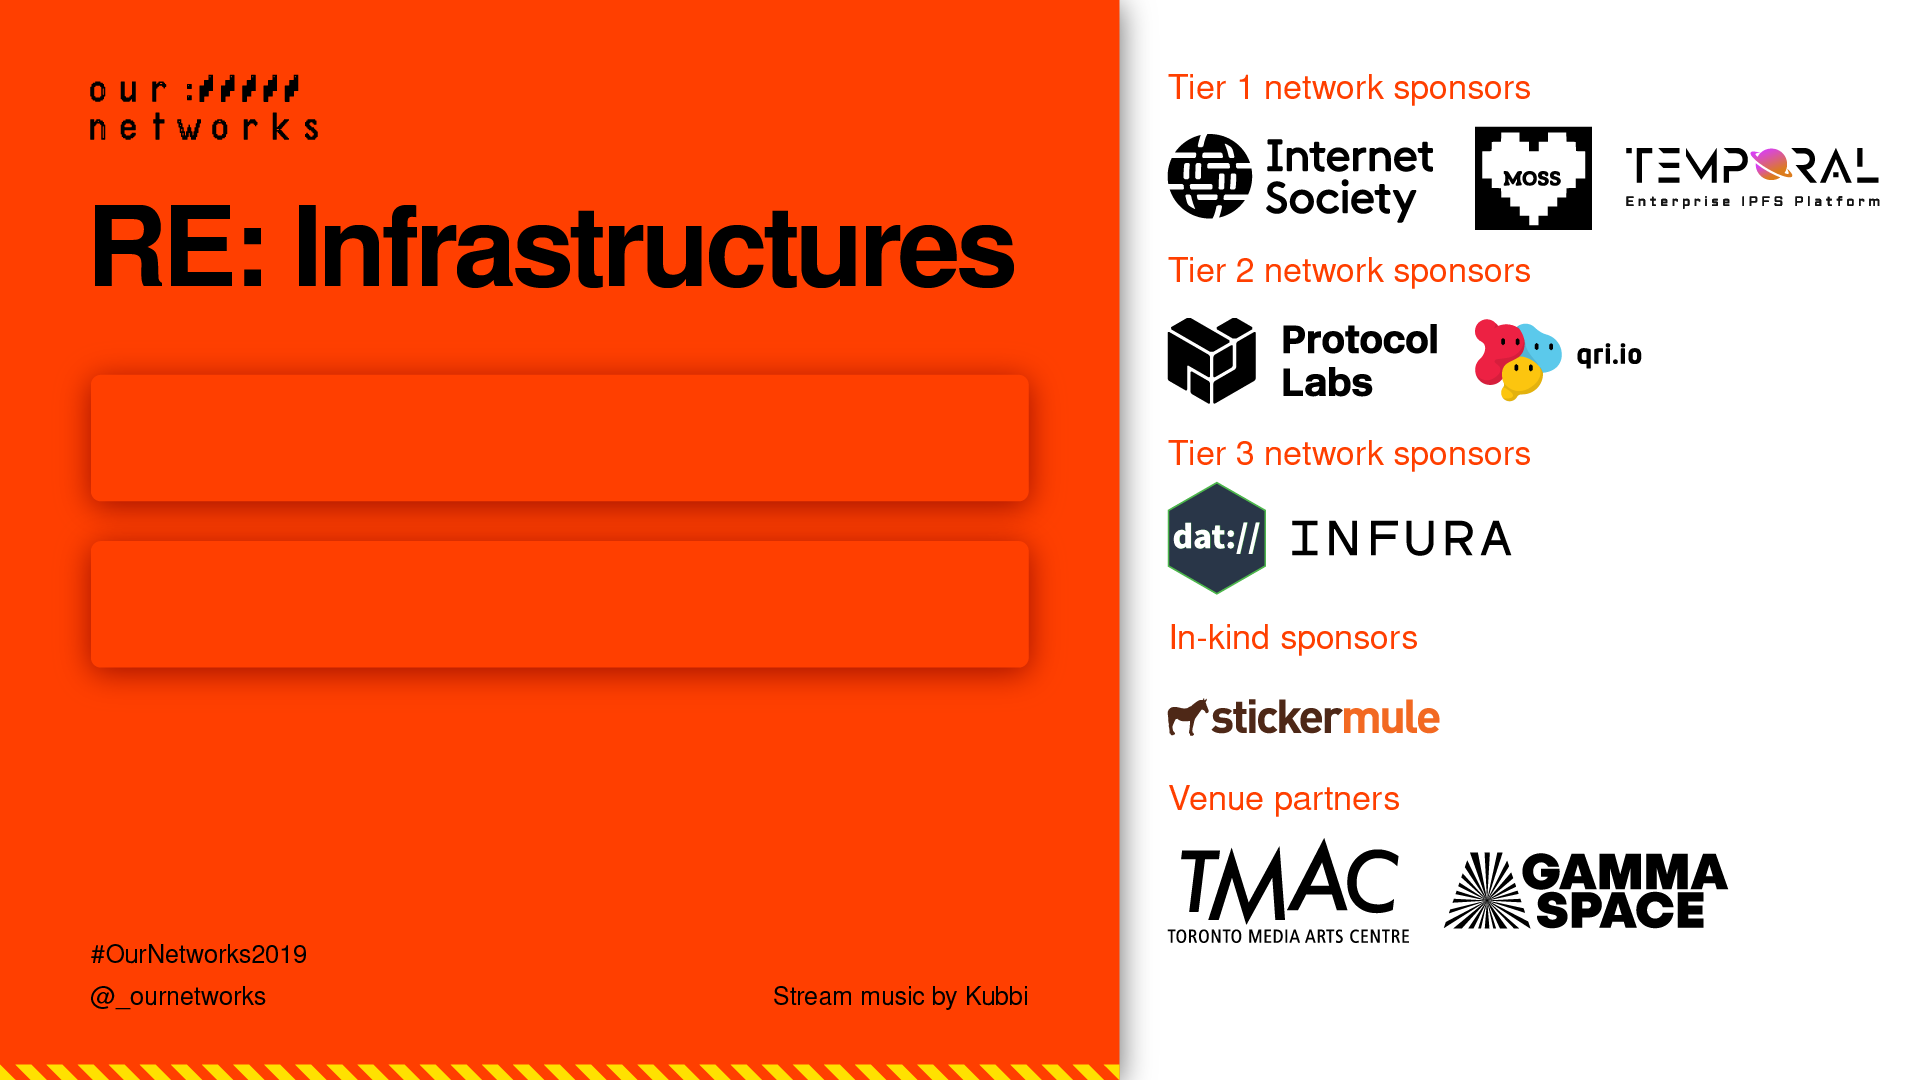 our:
networks
RE: Infrastructures
#OurNetworks2019
@_ournetworks
Stream music by Kubbi
Tier 1 network sponsors
Internet
Society
MOSS
TEMPORAL
Enterprise IPFS Platform
Tier 2 network sponsors
Protocol
Labs
qri.io
Tier 3 network sponsors
dat://
INFURA
In-kind sponsors
stickermule
Venue partners
TMAC
TORONTO MEDIA ARTS CENTRE
GAMMA
SPACE